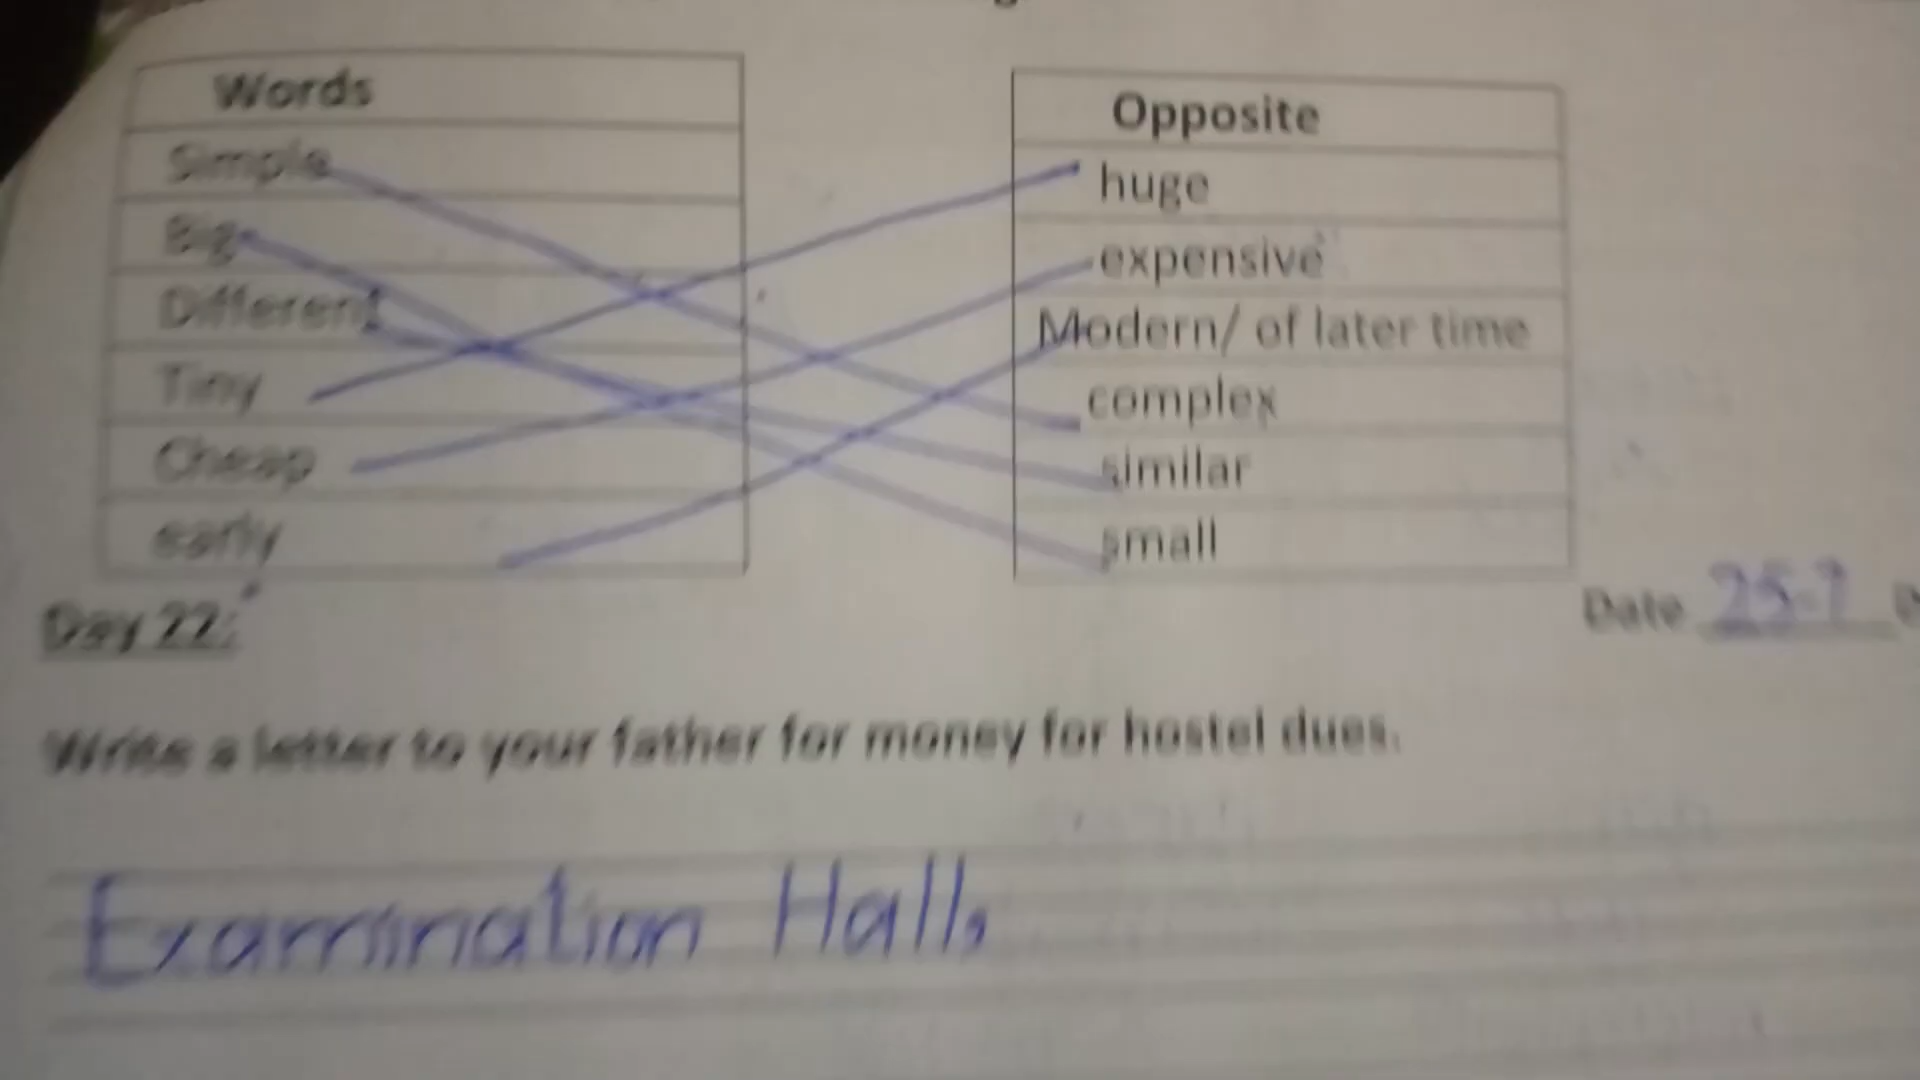 Words
Simple
Big
Different
Tiny
Cheap
early
Opposite
huge
expensive
Modern/ of later time
complex
similar
small
Day 22:
Date 25-7
Write a letter to your father for money for hostel dues.
Examination Hall,